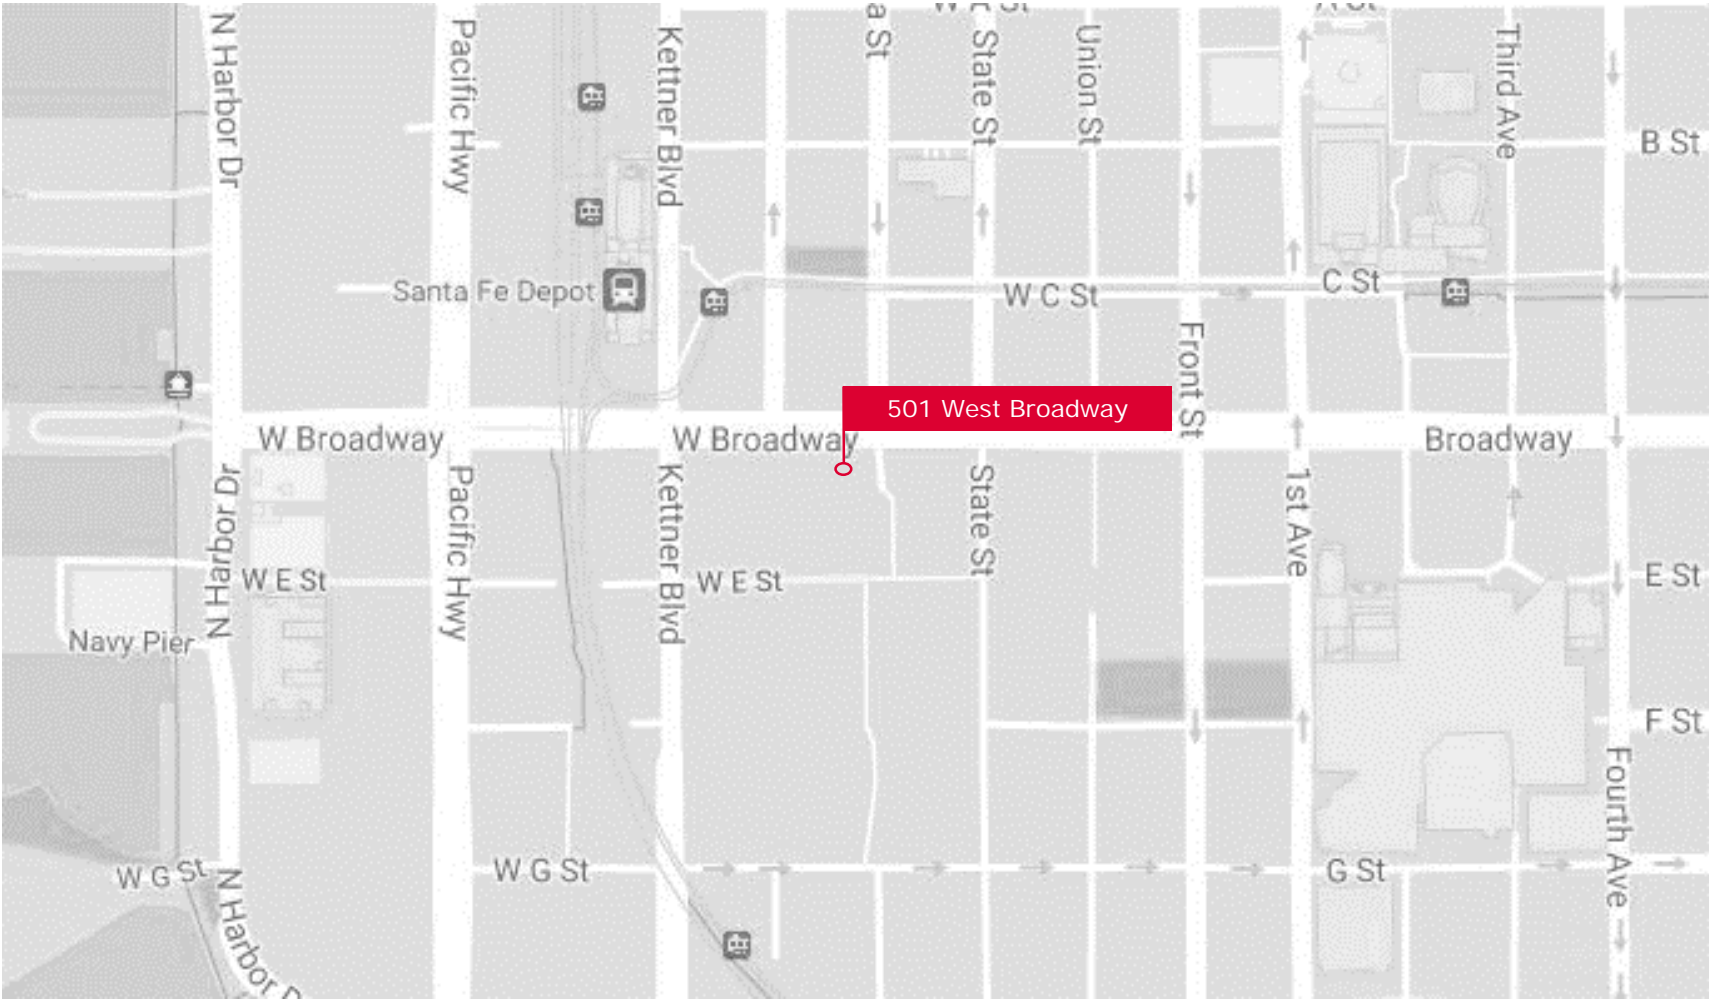 N Harbor Dr
Pacific Hwy
Kettner Blvd
a St
State St
Union St
Third Ave
B St
Santa Fe Depot
W C St
C St
Front St
501 West Broadway
W Broadway
W Broadway
Broadway
N Harbor Dr
Pacific Hwy
Kettner Blvd
State St
1st Ave
W E St
W E St
E St
N H
Navy Pier
F St
Fourth Ave
W G St
W G St
G St
N Harbor D